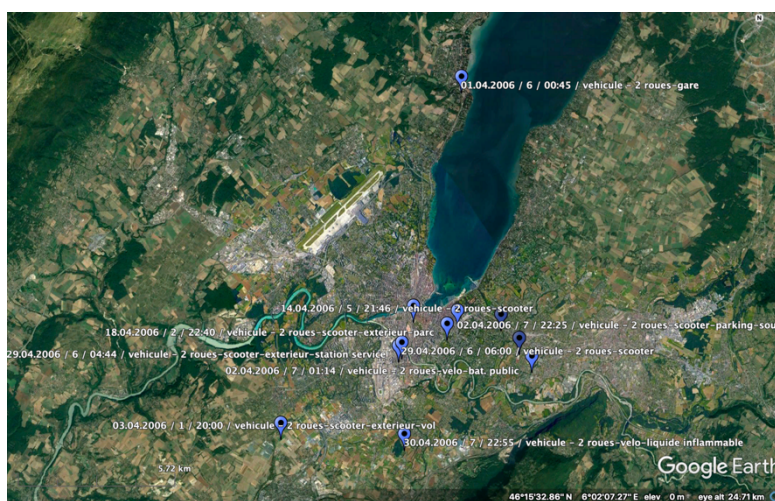 N
01.04.2006 / 6 / 00:45 / vehicule - 2 roues-gare
14.04.2006 / 5 / 21:46 / vehicule - 2 roues-scooter
02.04.2006 / 7 / 22:25 / vehicule - 2 roues-scooter-parking-sou
18.04.2006 / 2 / 22:40 / vehicule - 2 roues-scooter-exterieur parc
29.04.2006 / 6 / 04:44 / vehicule - 2 roues-scooter-exterieur-station service
29.04.2006 / 6 / 06:00 / vehicule - 2 roues-scooter
02.04.2006 / 7 / 01:14 / vehicule - 2 roues-velo-bat. public
03.04.2006 / 1 / 20:00 / vehicule - 2 roues-scooter-exterieur-vol
30.04.2006 / 7 / 22:55 / vehicule - 2 roues-velo-liquide inflammable
5.72 km
Google Earth
46°15'32.86" N 6°02'07.27" E elev 0 m eye alt 24.71 km